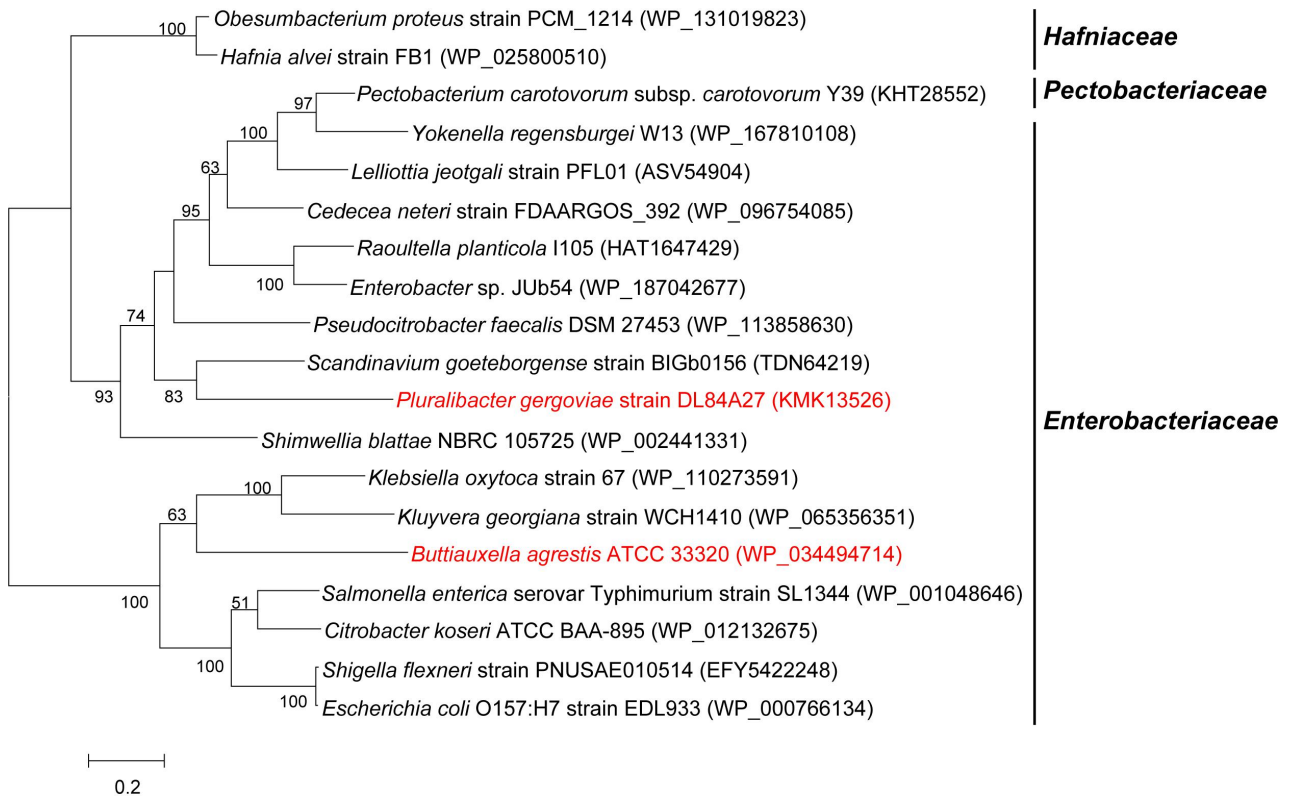 Obesumbacterium proteus strain PCM_1214 (WP_131019823)
100
Hafniaceae
Hafnia alvei strain FB1 (WP_025800510)
Pectobacterium carotovorum subsp. carotovorum Y39 (KHT28552)
Pectobacteriaceae
97
Yokenella regensburgei W13 (WP_167810108)
100
Lelliottia jeotgali strain PFL01 (ASV54904)
63
Cedecea neteri strain FDAARGOS_392 (WP_096754085)
95
Raoultella planticola I105 (HAT1647429)
100
Enterobacter sp. JUb54 (WP_187042677)
74
Pseudocitrobacter faecalis DSM 27453 (WP_113858630)
Scandinavium goeteborgense strain BIGb0156 (TDN64219)
93
83
Pluralibacter gergoviae strain DL84A27 (KMK13526)
Enterobacteriaceae
Shimwellia blattae NBRC 105725 (WP_002441331)
Klebsiella oxytoca strain 67 (WP_110273591)
100
63
Kluyvera georgiana strain WCH1410 (WP_065356351)
Buttiauxella agrestis ATCC 33320 (WP_034494714)
100
Salmonella enterica serovar Typhimurium strain SL1344 (WP_001048646)
51
Citrobacter koseri ATCC BAA-895 (WP_012132675)
100
Shigella flexneri strain PNUSAE010514 (EFY5422248)
100
Escherichia coli O157:H7 strain EDL933 (WP_000766134)
0.2